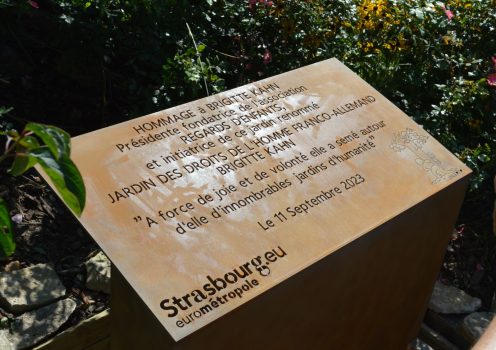 HOMMAGE à BRIGITTE KAHN
Présidente fondatrice de l'association
REGARDS D'ENFANTS
et initiatrice de ce jardin renommé
JARDIN DES DROITS DE L'HOMME FRANCO-ALLEMAND
BRIGITTE KAHN
"A force de joie et de volonté elle a semé autour
d'elle d'innombrables jardins d'humanité"
Le 11 Septembre 2023
Strasbourg.eu
eurométropole